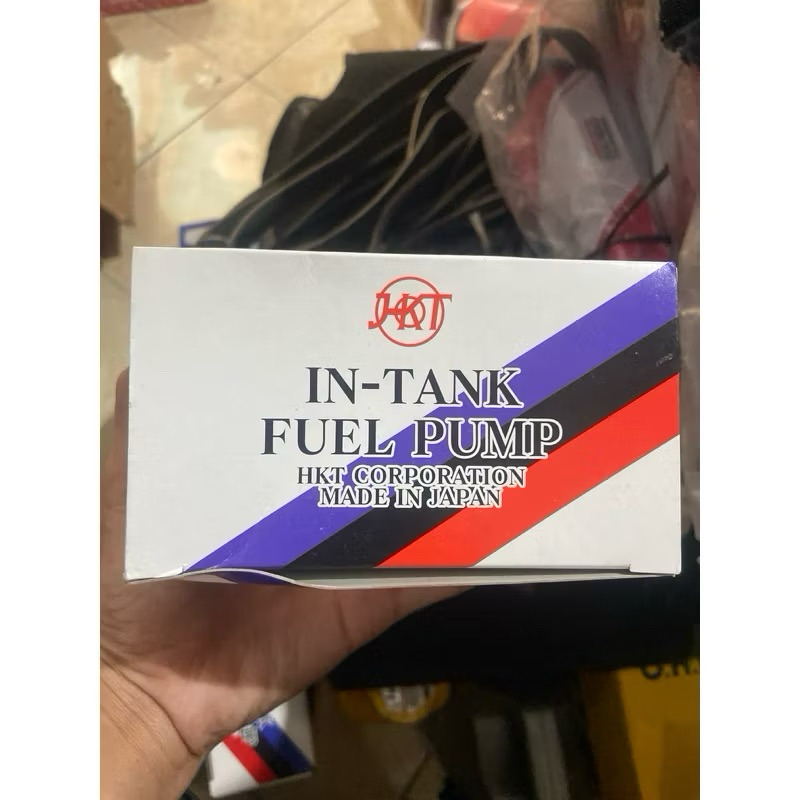 HKT
IN-TANK
FUEL PUMP
HKT CORPORATION
MADE IN JAPAN